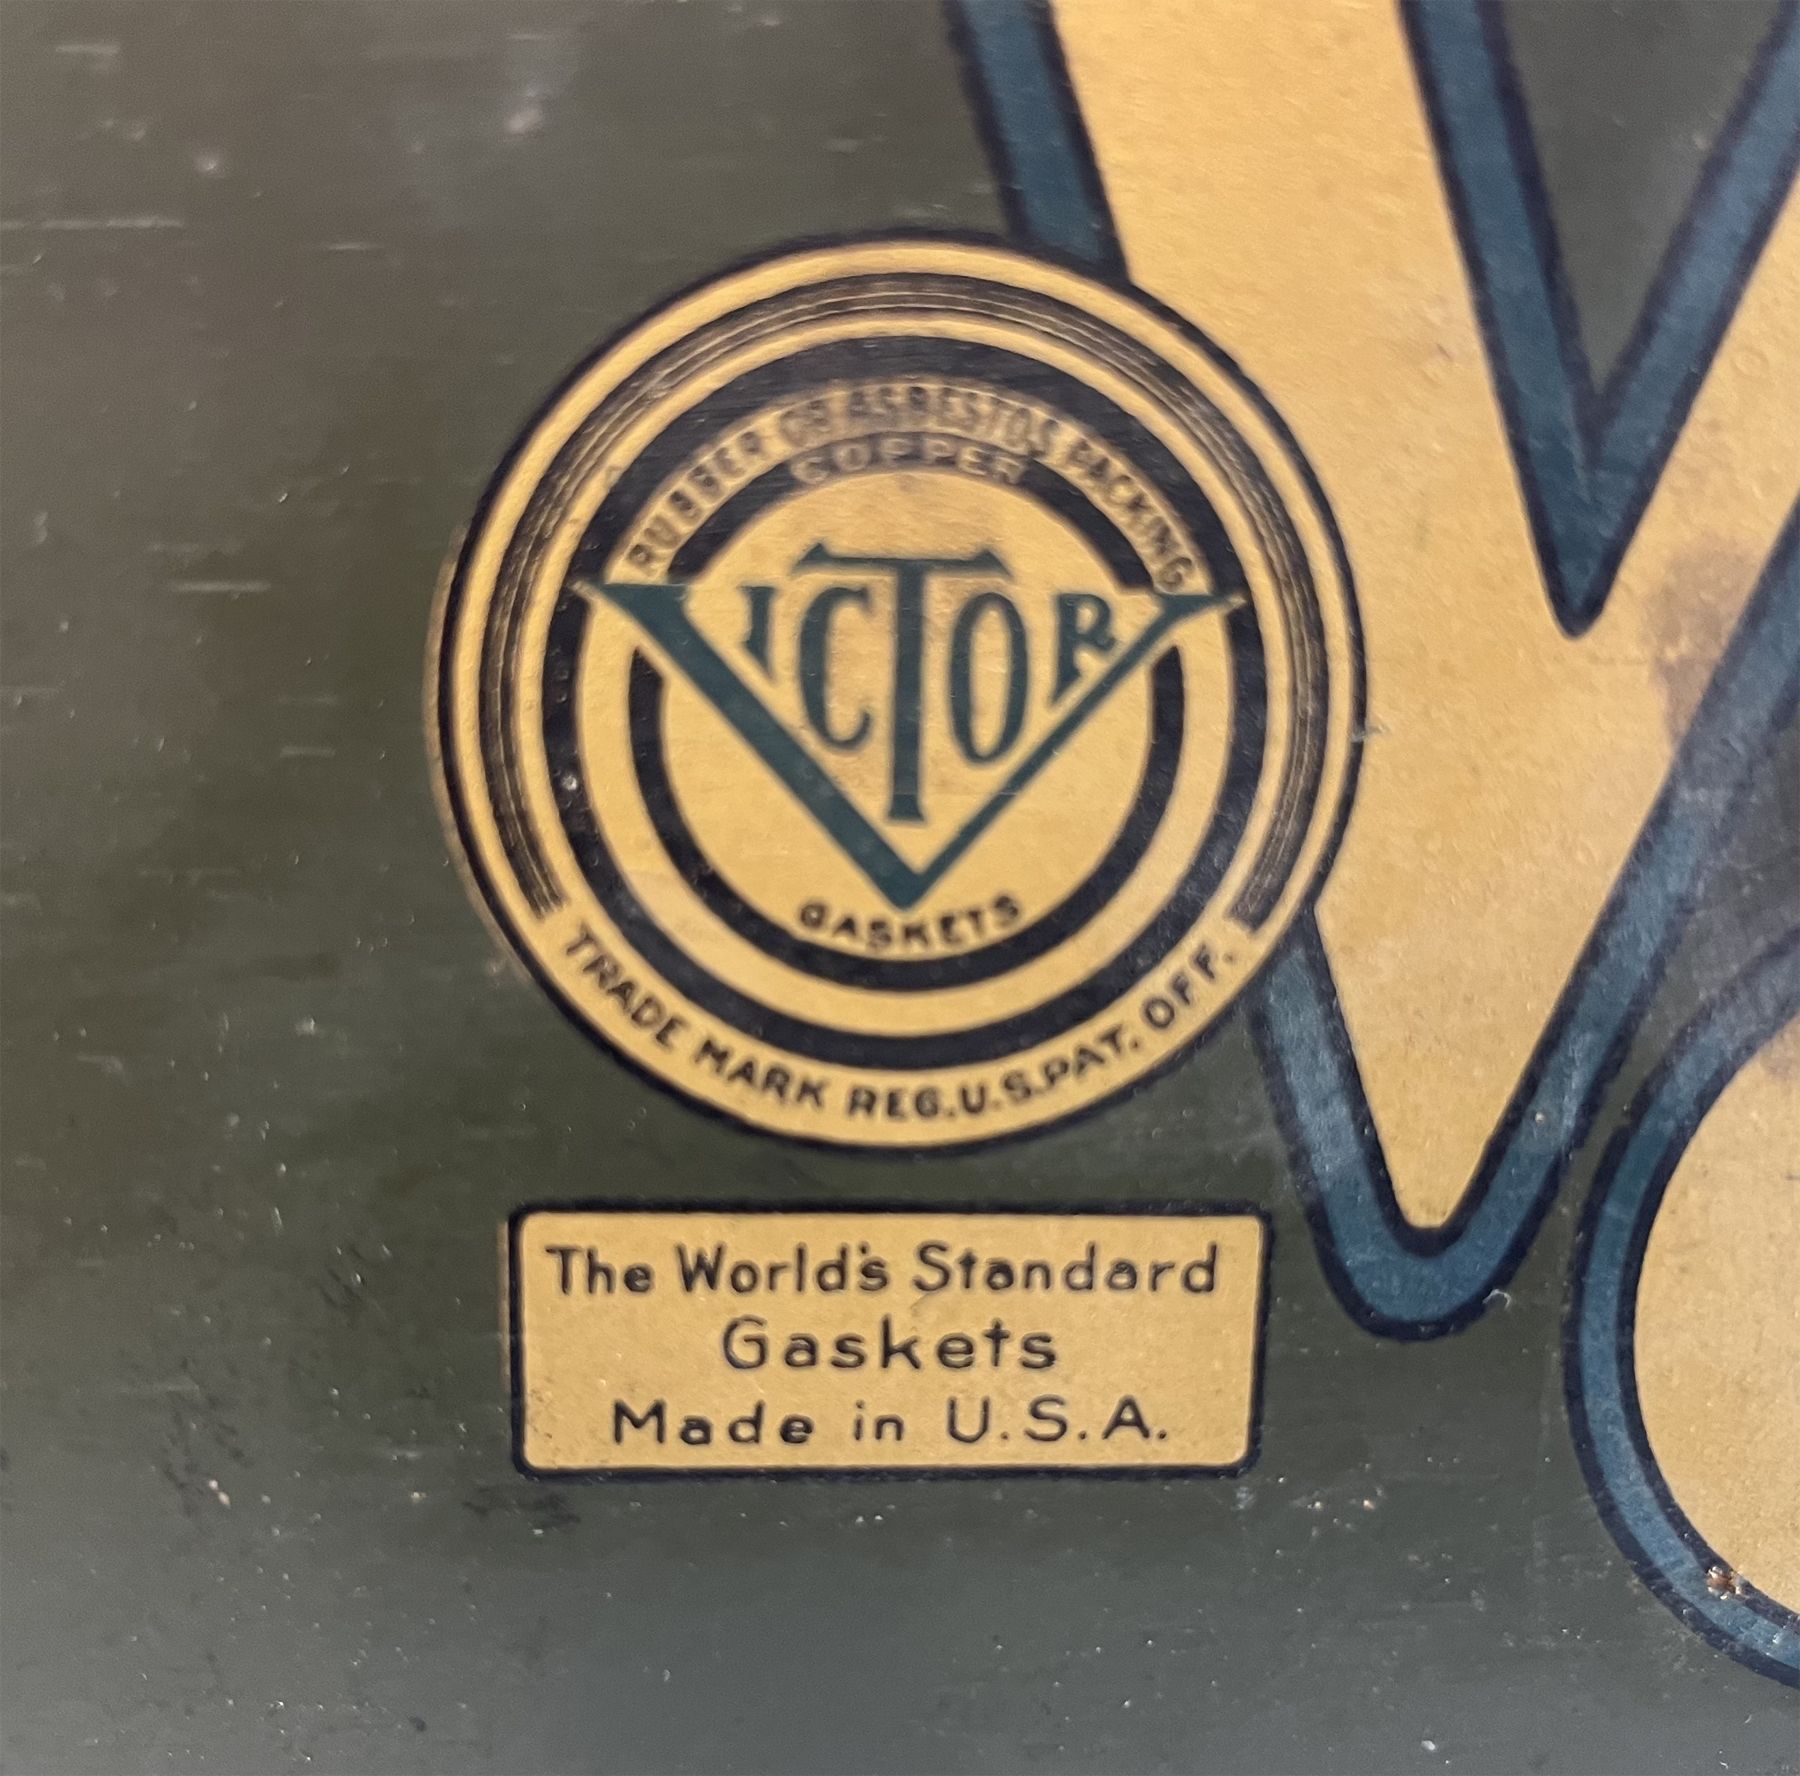 RUBBER OR ASBESTOS PACKING
COPPER
VICTOR
GASKETS
TRADE MARK REG. U.S. PAT. OFF.
The World's Standard
Gaskets
Made in U.S.A.